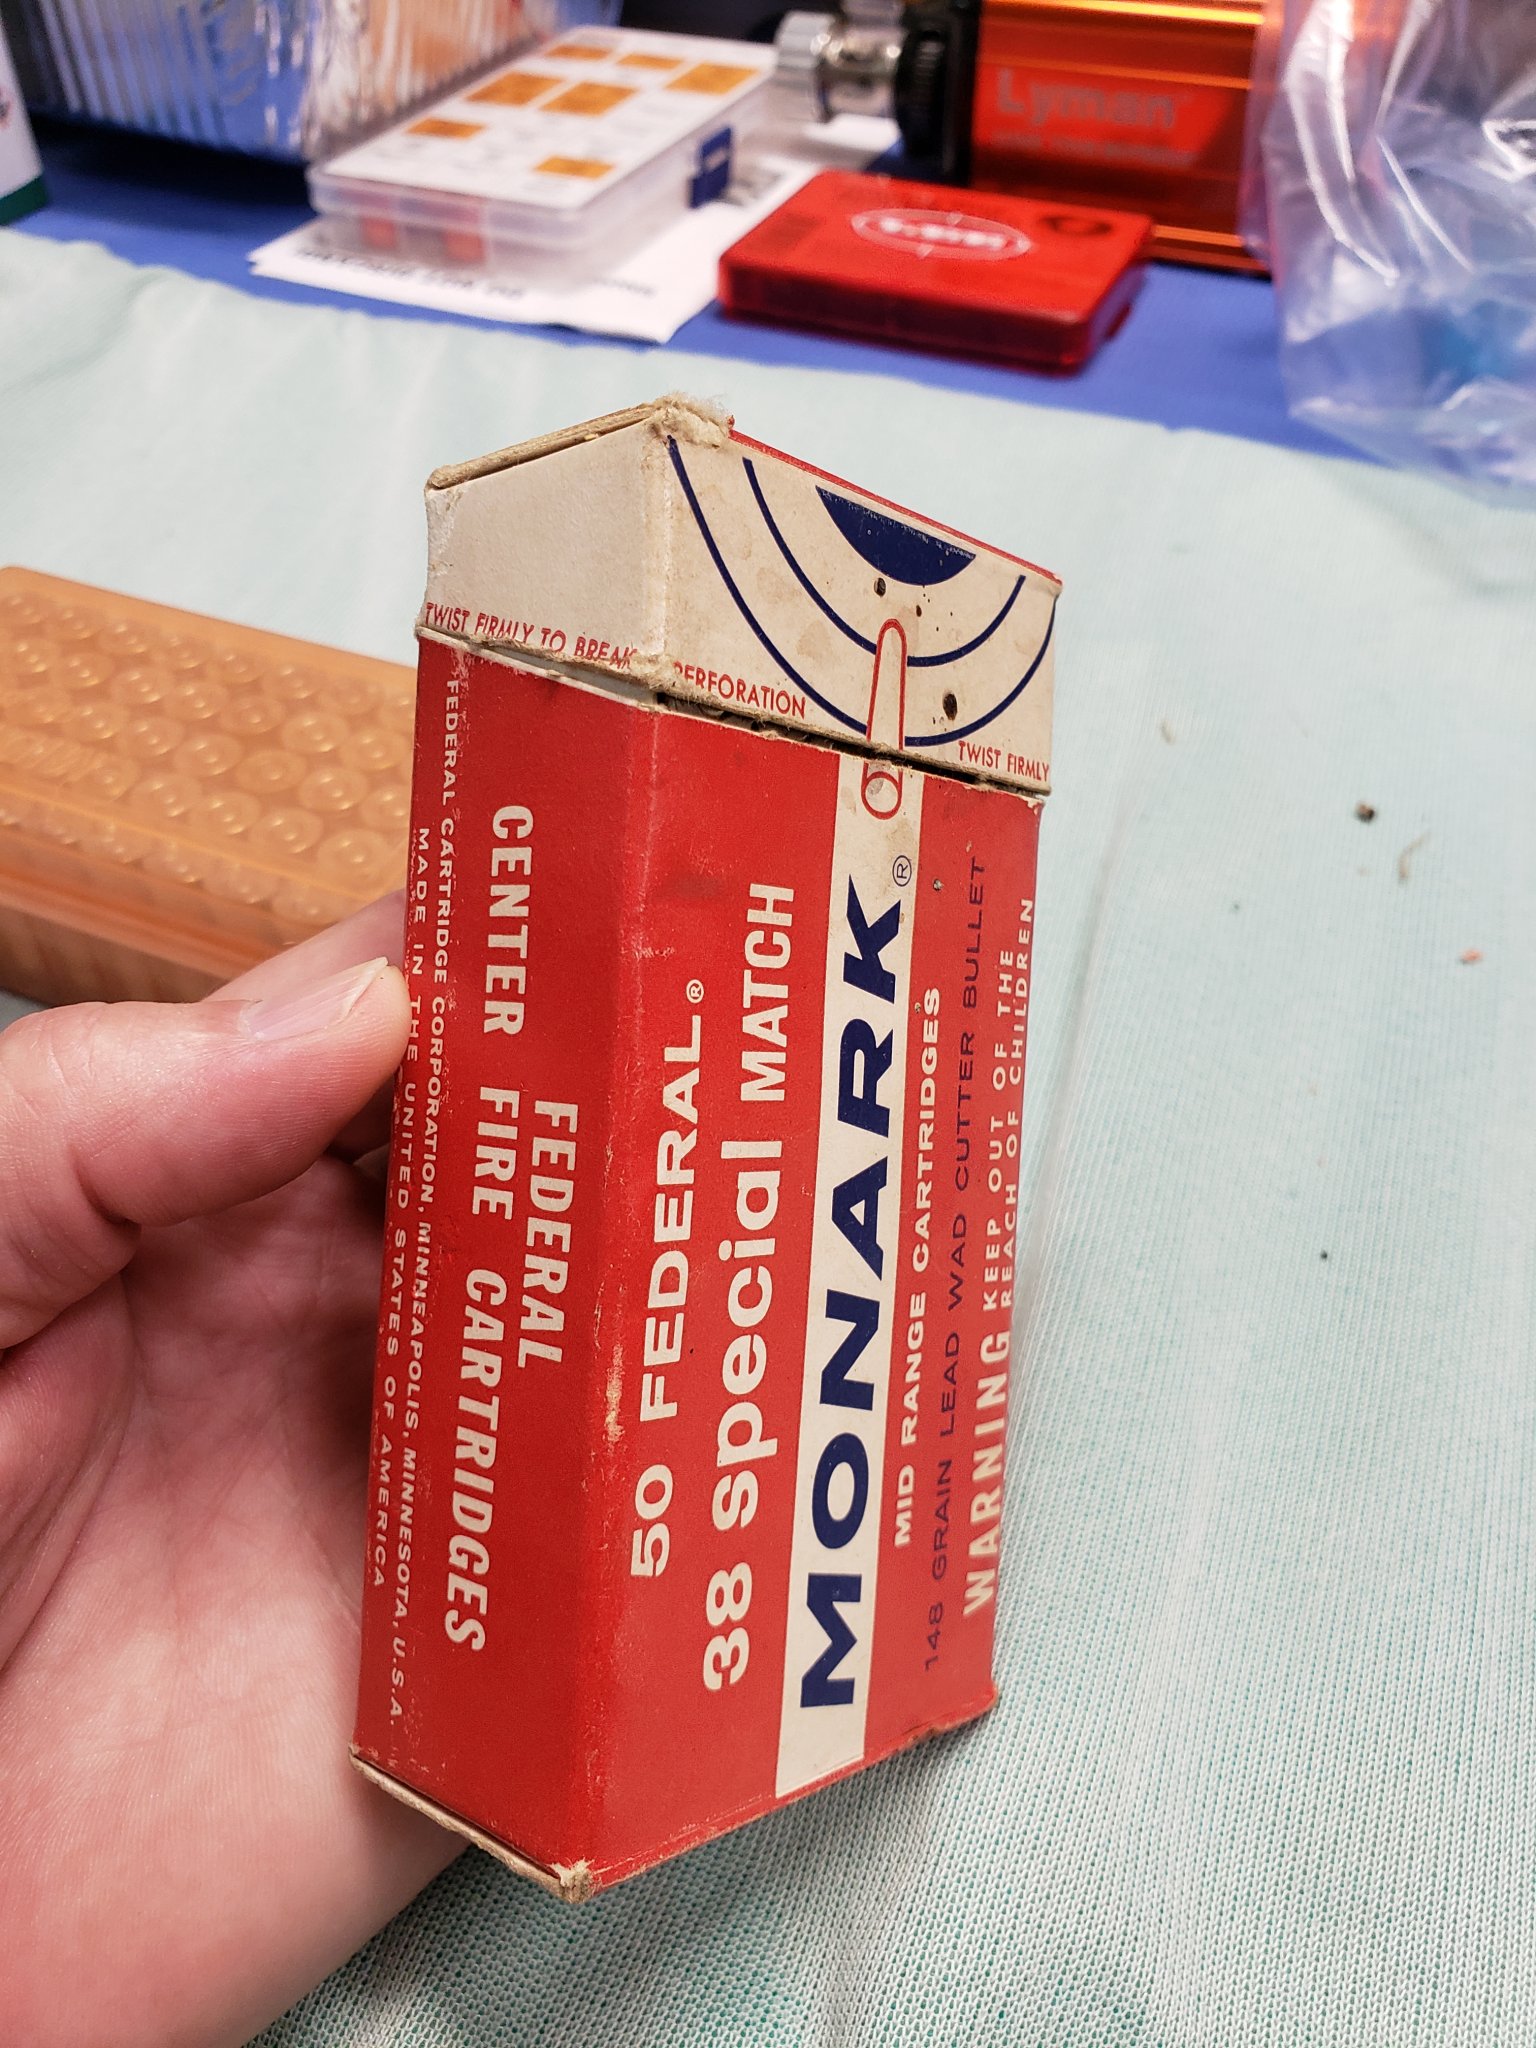 Lyman
TWIST FIRMLY TO BREAK PERFORATION
TWIST FIRMLY
FEDERAL
CENTER FIRE CARTRIDGES
FEDERAL CARTRIDGE CORPORATION, MINNEAPOLIS, MINNESOTA, U.S.A.
MADE IN THE UNITED STATES OF AMERICA
50 FEDERAL®
38 Special MATCH
MONARK®
MID RANGE CARTRIDGES
148 GRAIN LEAD WAD CUTTER BULLET
WARNING KEEP OUT OF THE
REACH OF CHILDREN